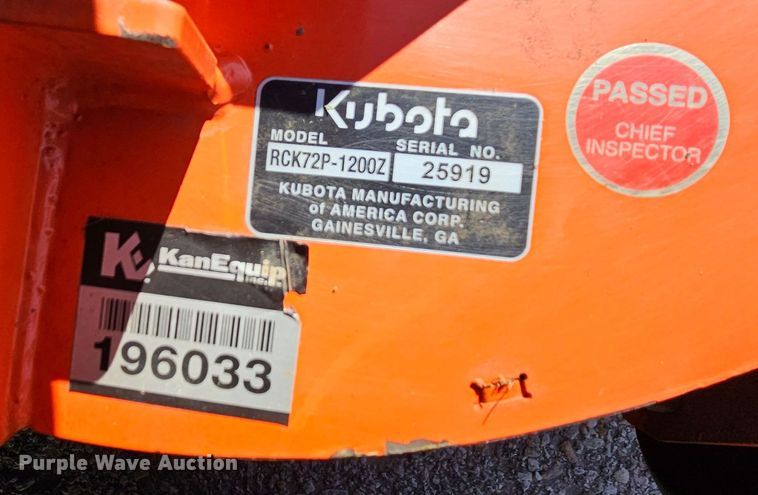 Kubota
MODEL SERIAL NO.
RCK72P-1200Z 25919
KUBOTA MANUFACTURING
of AMERICA CORP.
GAINESVILLE, GA
PASSED
CHIEF
INSPECTOR
K KanEquip
inc.
196033
Purple Wave Auction